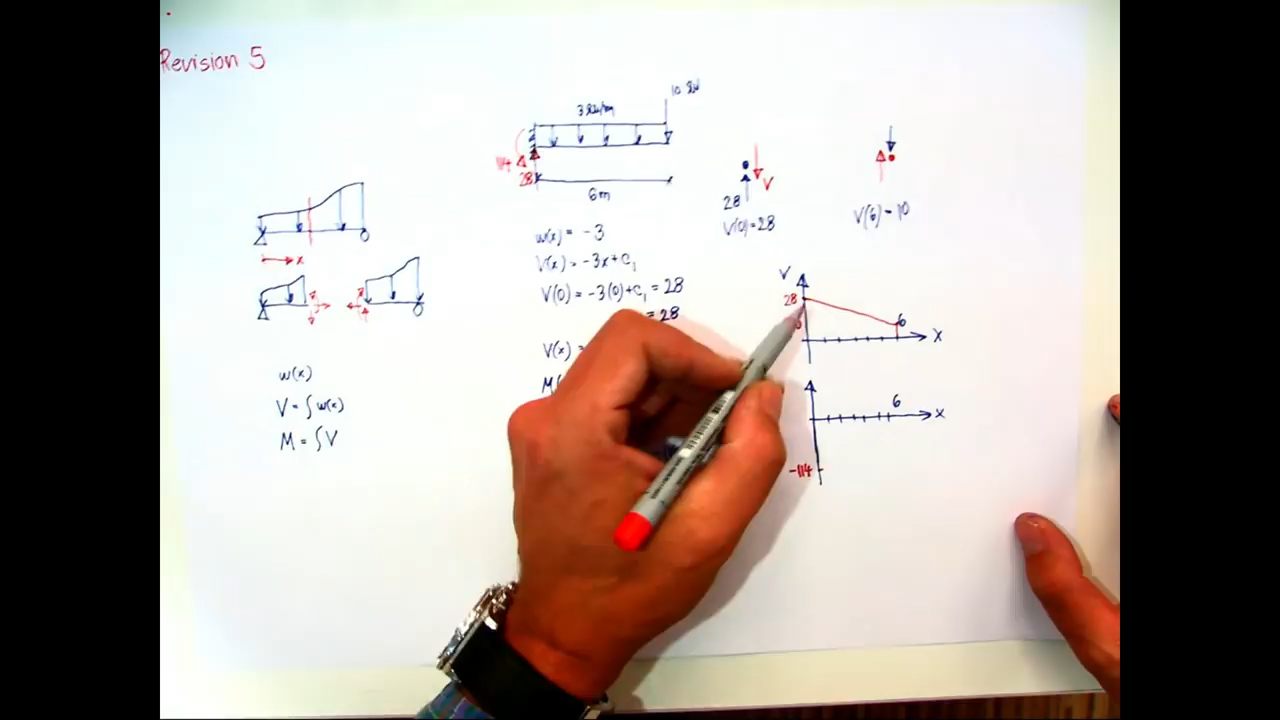 Revision 5
10 kN
3 kN/m
114
28
6m
28
V
V(0)=28
V(6)=10
x
w(x) = -3
V(x) = -3x+C₁
V(0) = -3(0)+C₁ = 28
= 28
V(x) =
w(x)
V = ∫w(x)
M = ∫V
V
28
6
x
6
x
-114